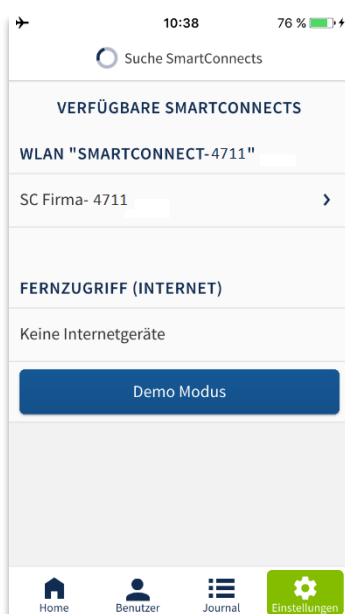 10:38 76 %
Suche SmartConnects
VERFÜGBARE SMARTCONNECTS
WLAN "SMARTCONNECT-4711"
SC Firma- 4711
FERNZUGRIFF (INTERNET)
Keine Internetgeräte
Demo Modus
Home Benutzer Journal Einstellungen